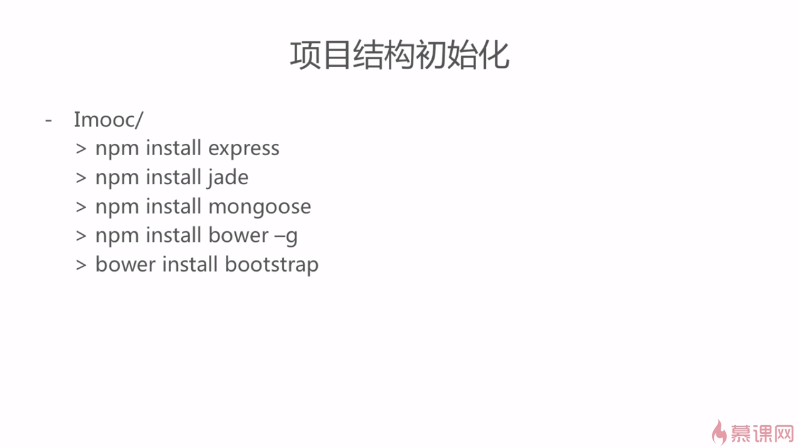 项目结构初始化
- Imooc/
> npm install express
> npm install jade
> npm install mongoose
> npm install bower –g
> bower install bootstrap
慕课网